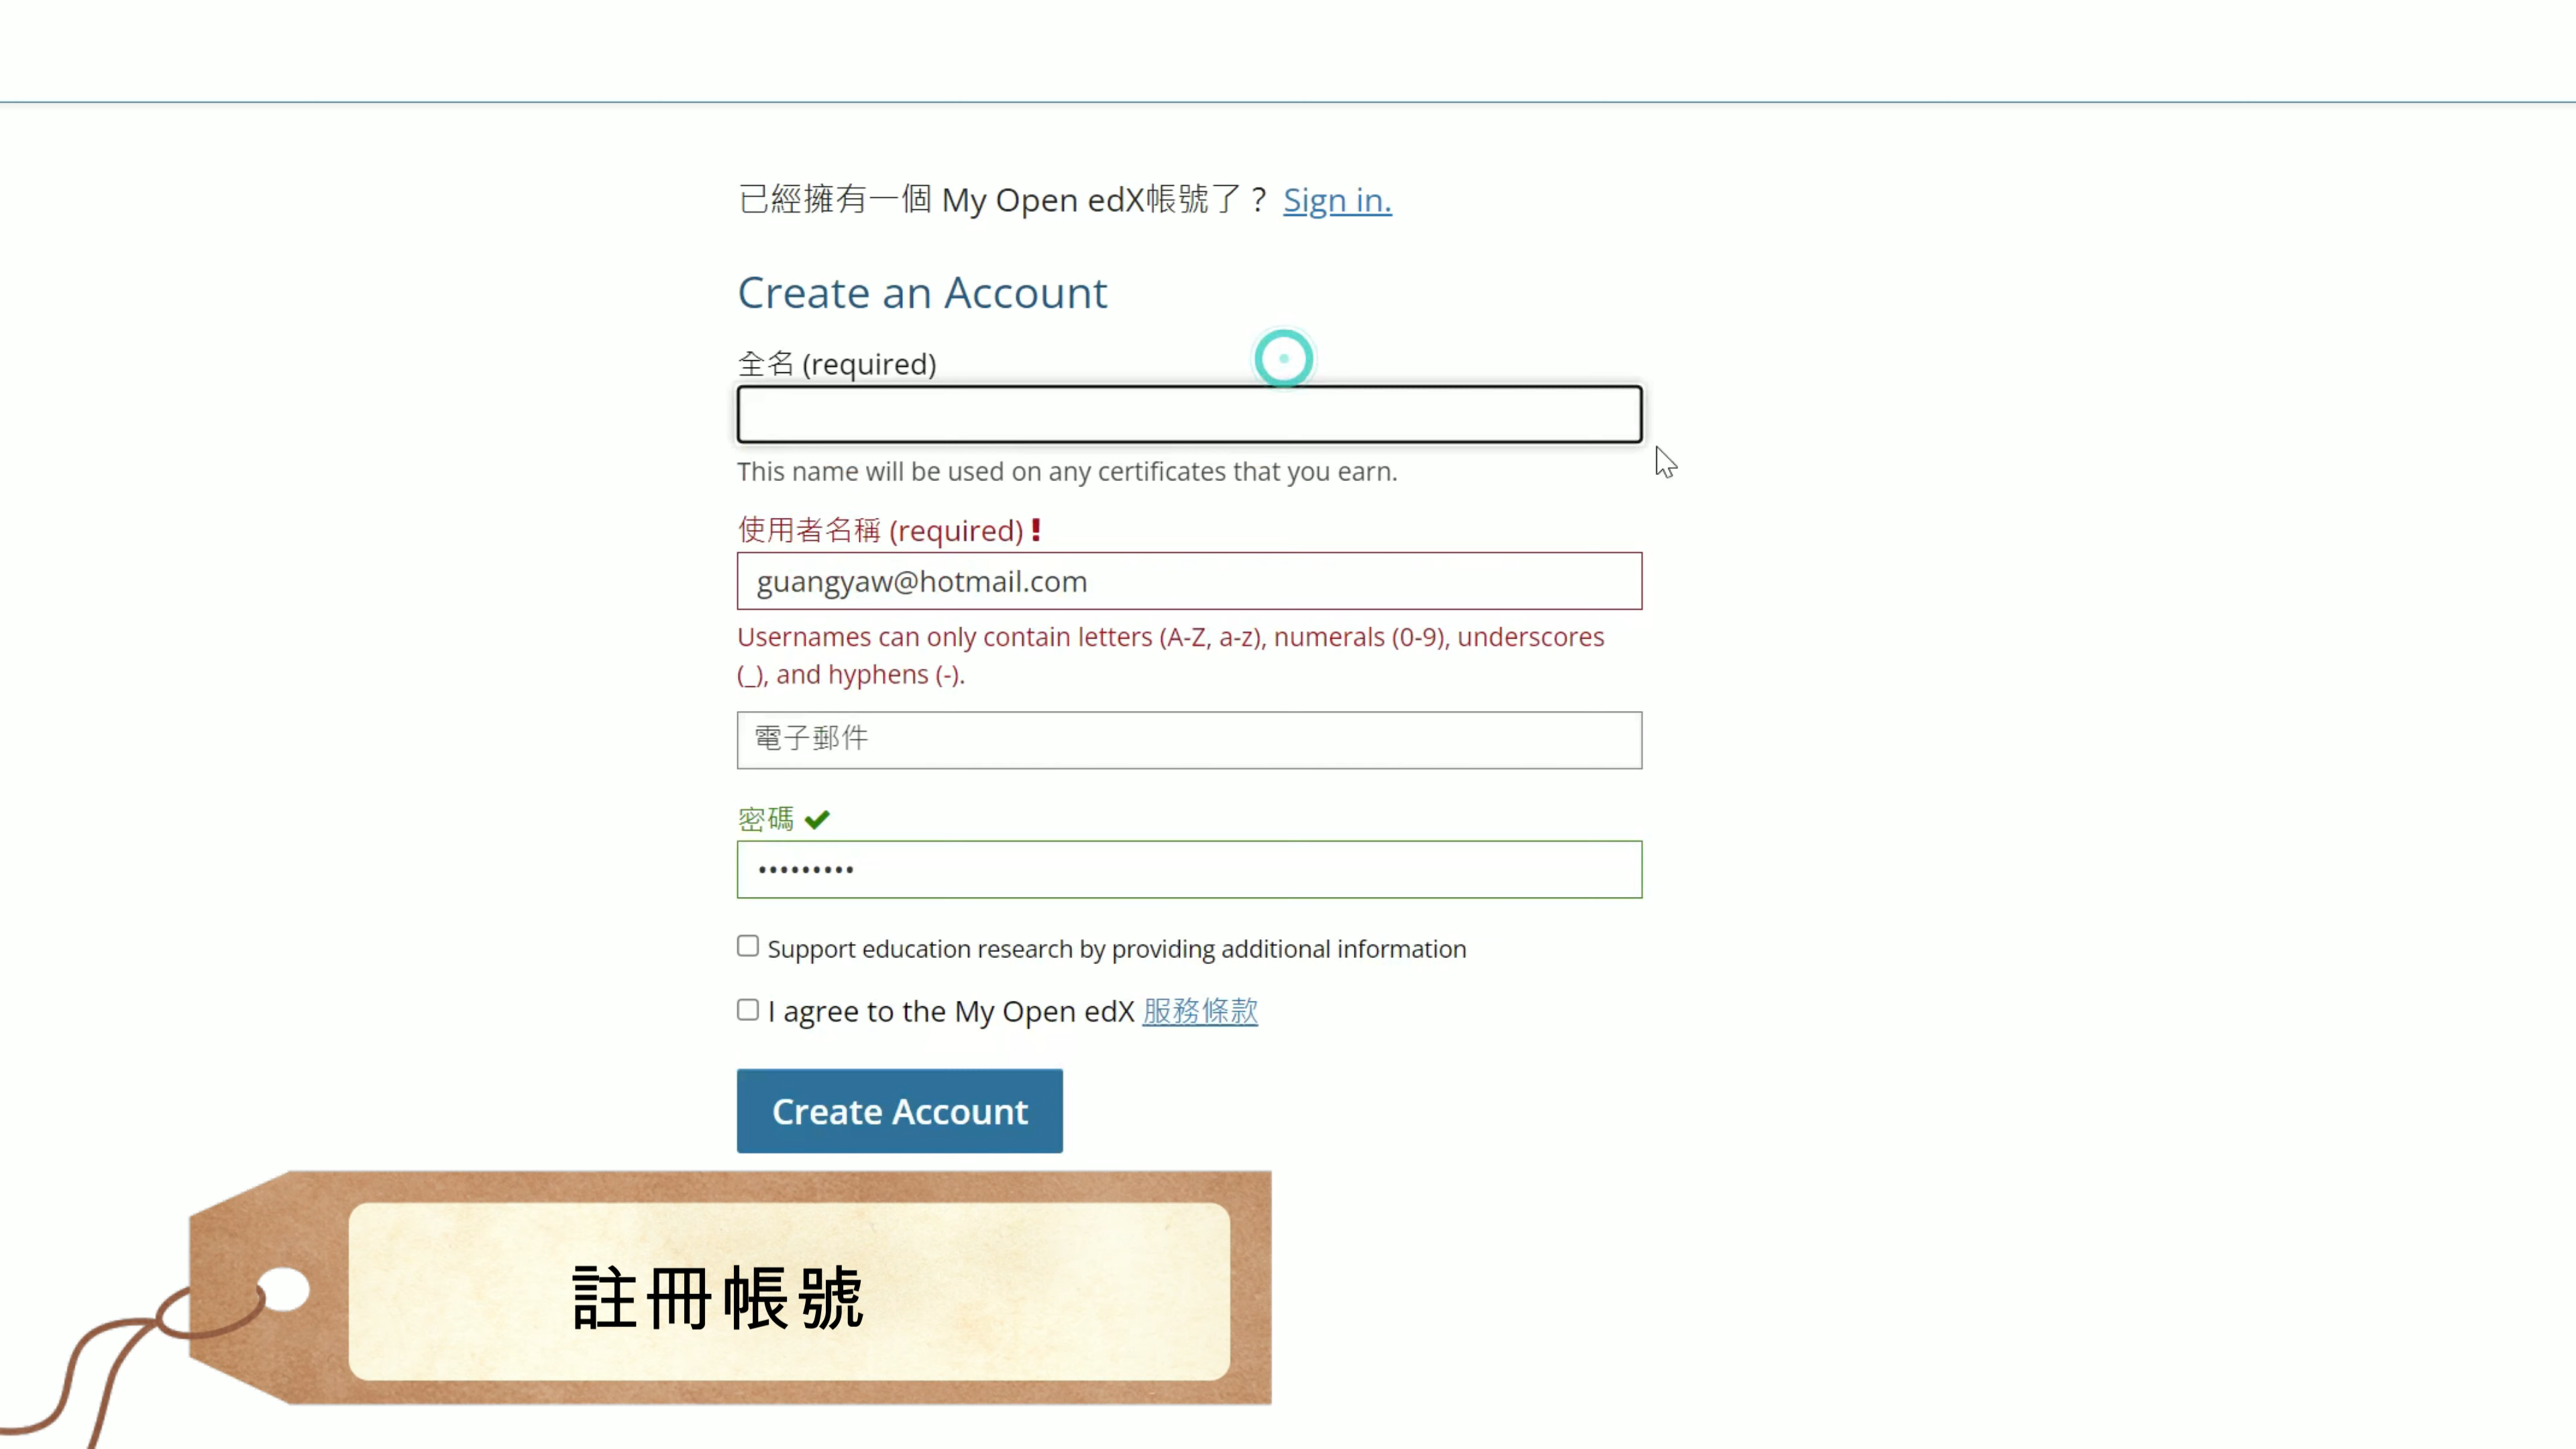 已經擁有一個 My Open edX帳號了？ Sign in.
Create an Account
全名 (required)
This name will be used on any certificates that you earn.
使用者名稱 (required) !
guangyaw@hotmail.com
Usernames can only contain letters (A-Z, a-z), numerals (0-9), underscores
(_), and hyphens (-).
電子郵件
密碼
•••••••••
Support education research by providing additional information
I agree to the My Open edX 服務條款
Create Account
註冊帳號